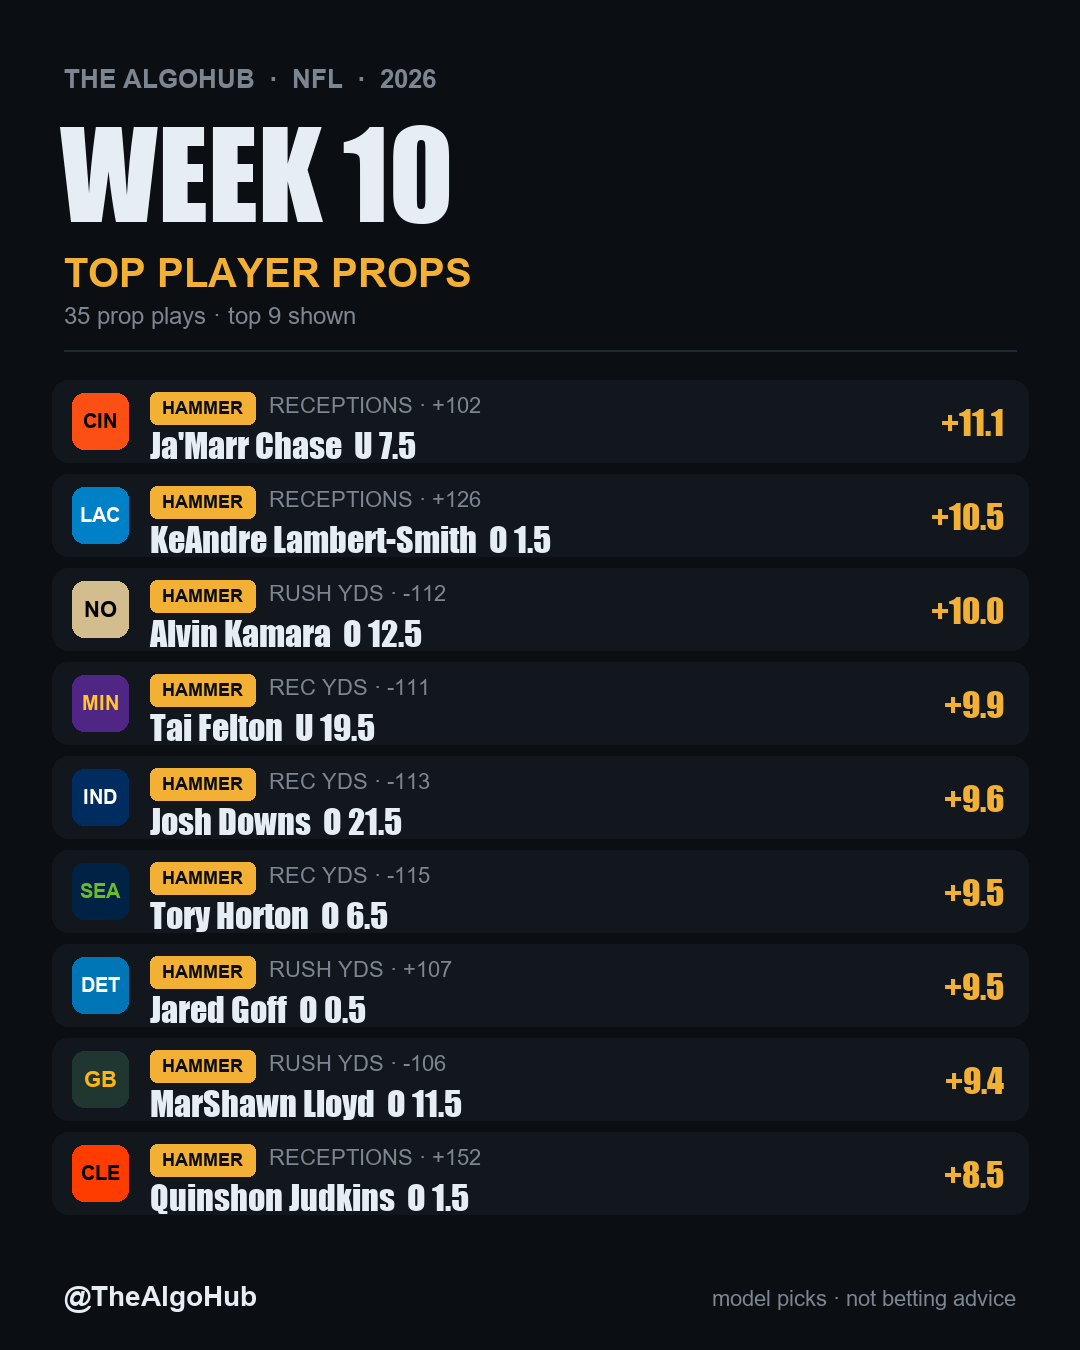 THE ALGOHUB · NFL · 2026
WEEK 10
TOP PLAYER PROPS
35 prop plays · top 9 shown
CIN
HAMMER RECEPTIONS · +102
Ja'Marr Chase U 7.5
+11.1
LAC
HAMMER RECEPTIONS · +126
KeAndre Lambert-Smith O 1.5
+10.5
NO
HAMMER RUSH YDS · -112
Alvin Kamara O 12.5
+10.0
MIN
HAMMER REC YDS · -111
Tai Felton U 19.5
+9.9
IND
HAMMER REC YDS · -113
Josh Downs O 21.5
+9.6
SEA
HAMMER REC YDS · -115
Tory Horton O 6.5
+9.5
DET
HAMMER RUSH YDS · +107
Jared Goff O 0.5
+9.5
GB
HAMMER RUSH YDS · -106
MarShawn Lloyd O 11.5
+9.4
CLE
HAMMER RECEPTIONS · +152
Quinshon Judkins O 1.5
+8.5
@TheAlgoHub
model picks · not betting advice